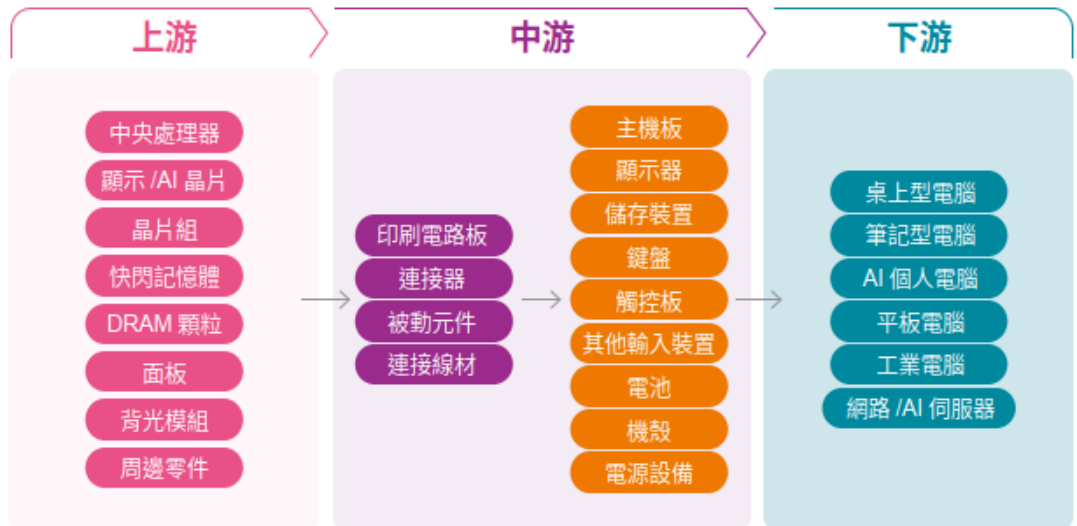 上游
中游
下游
中央處理器
顯示 /AI 晶片
晶片組
快閃記憶體
DRAM 顆粒
面板
背光模組
周邊零件
印刷電路板
連接器
被動元件
連接線材
主機板
顯示器
儲存裝置
鍵盤
觸控板
其他輸入裝置
電池
機殼
電源設備
桌上型電腦
筆記型電腦
AI 個人電腦
平板電腦
工業電腦
網路 /AI 伺服器